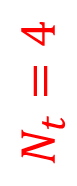 N_t = 4